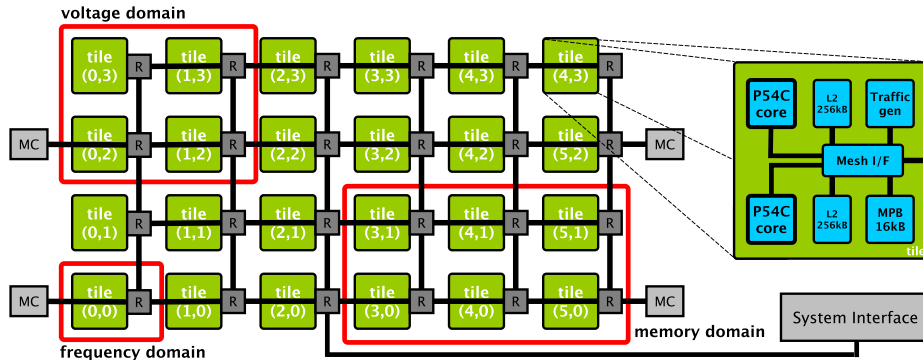 voltage domain
tile
(0,3)
R
tile
(1,3)
R
tile
(2,3)
R
tile
(3,3)
R
tile
(4,3)
R
tile
(4,3)
R
MC
tile
(0,2)
R
tile
(1,2)
R
tile
(2,2)
R
tile
(3,2)
R
tile
(4,2)
R
tile
(5,2)
R
MC
tile
(0,1)
R
tile
(1,1)
R
tile
(2,1)
R
tile
(3,1)
R
tile
(4,1)
R
tile
(5,1)
R
MC
tile
(0,0)
R
tile
(1,0)
R
tile
(2,0)
R
tile
(3,0)
R
tile
(4,0)
R
tile
(5,0)
R
MC
frequency domain
memory domain
P54C
core
L2
256kB
Traffic
gen
Mesh I/F
P54C
core
L2
256kB
MPB
16kB
tile
System Interface